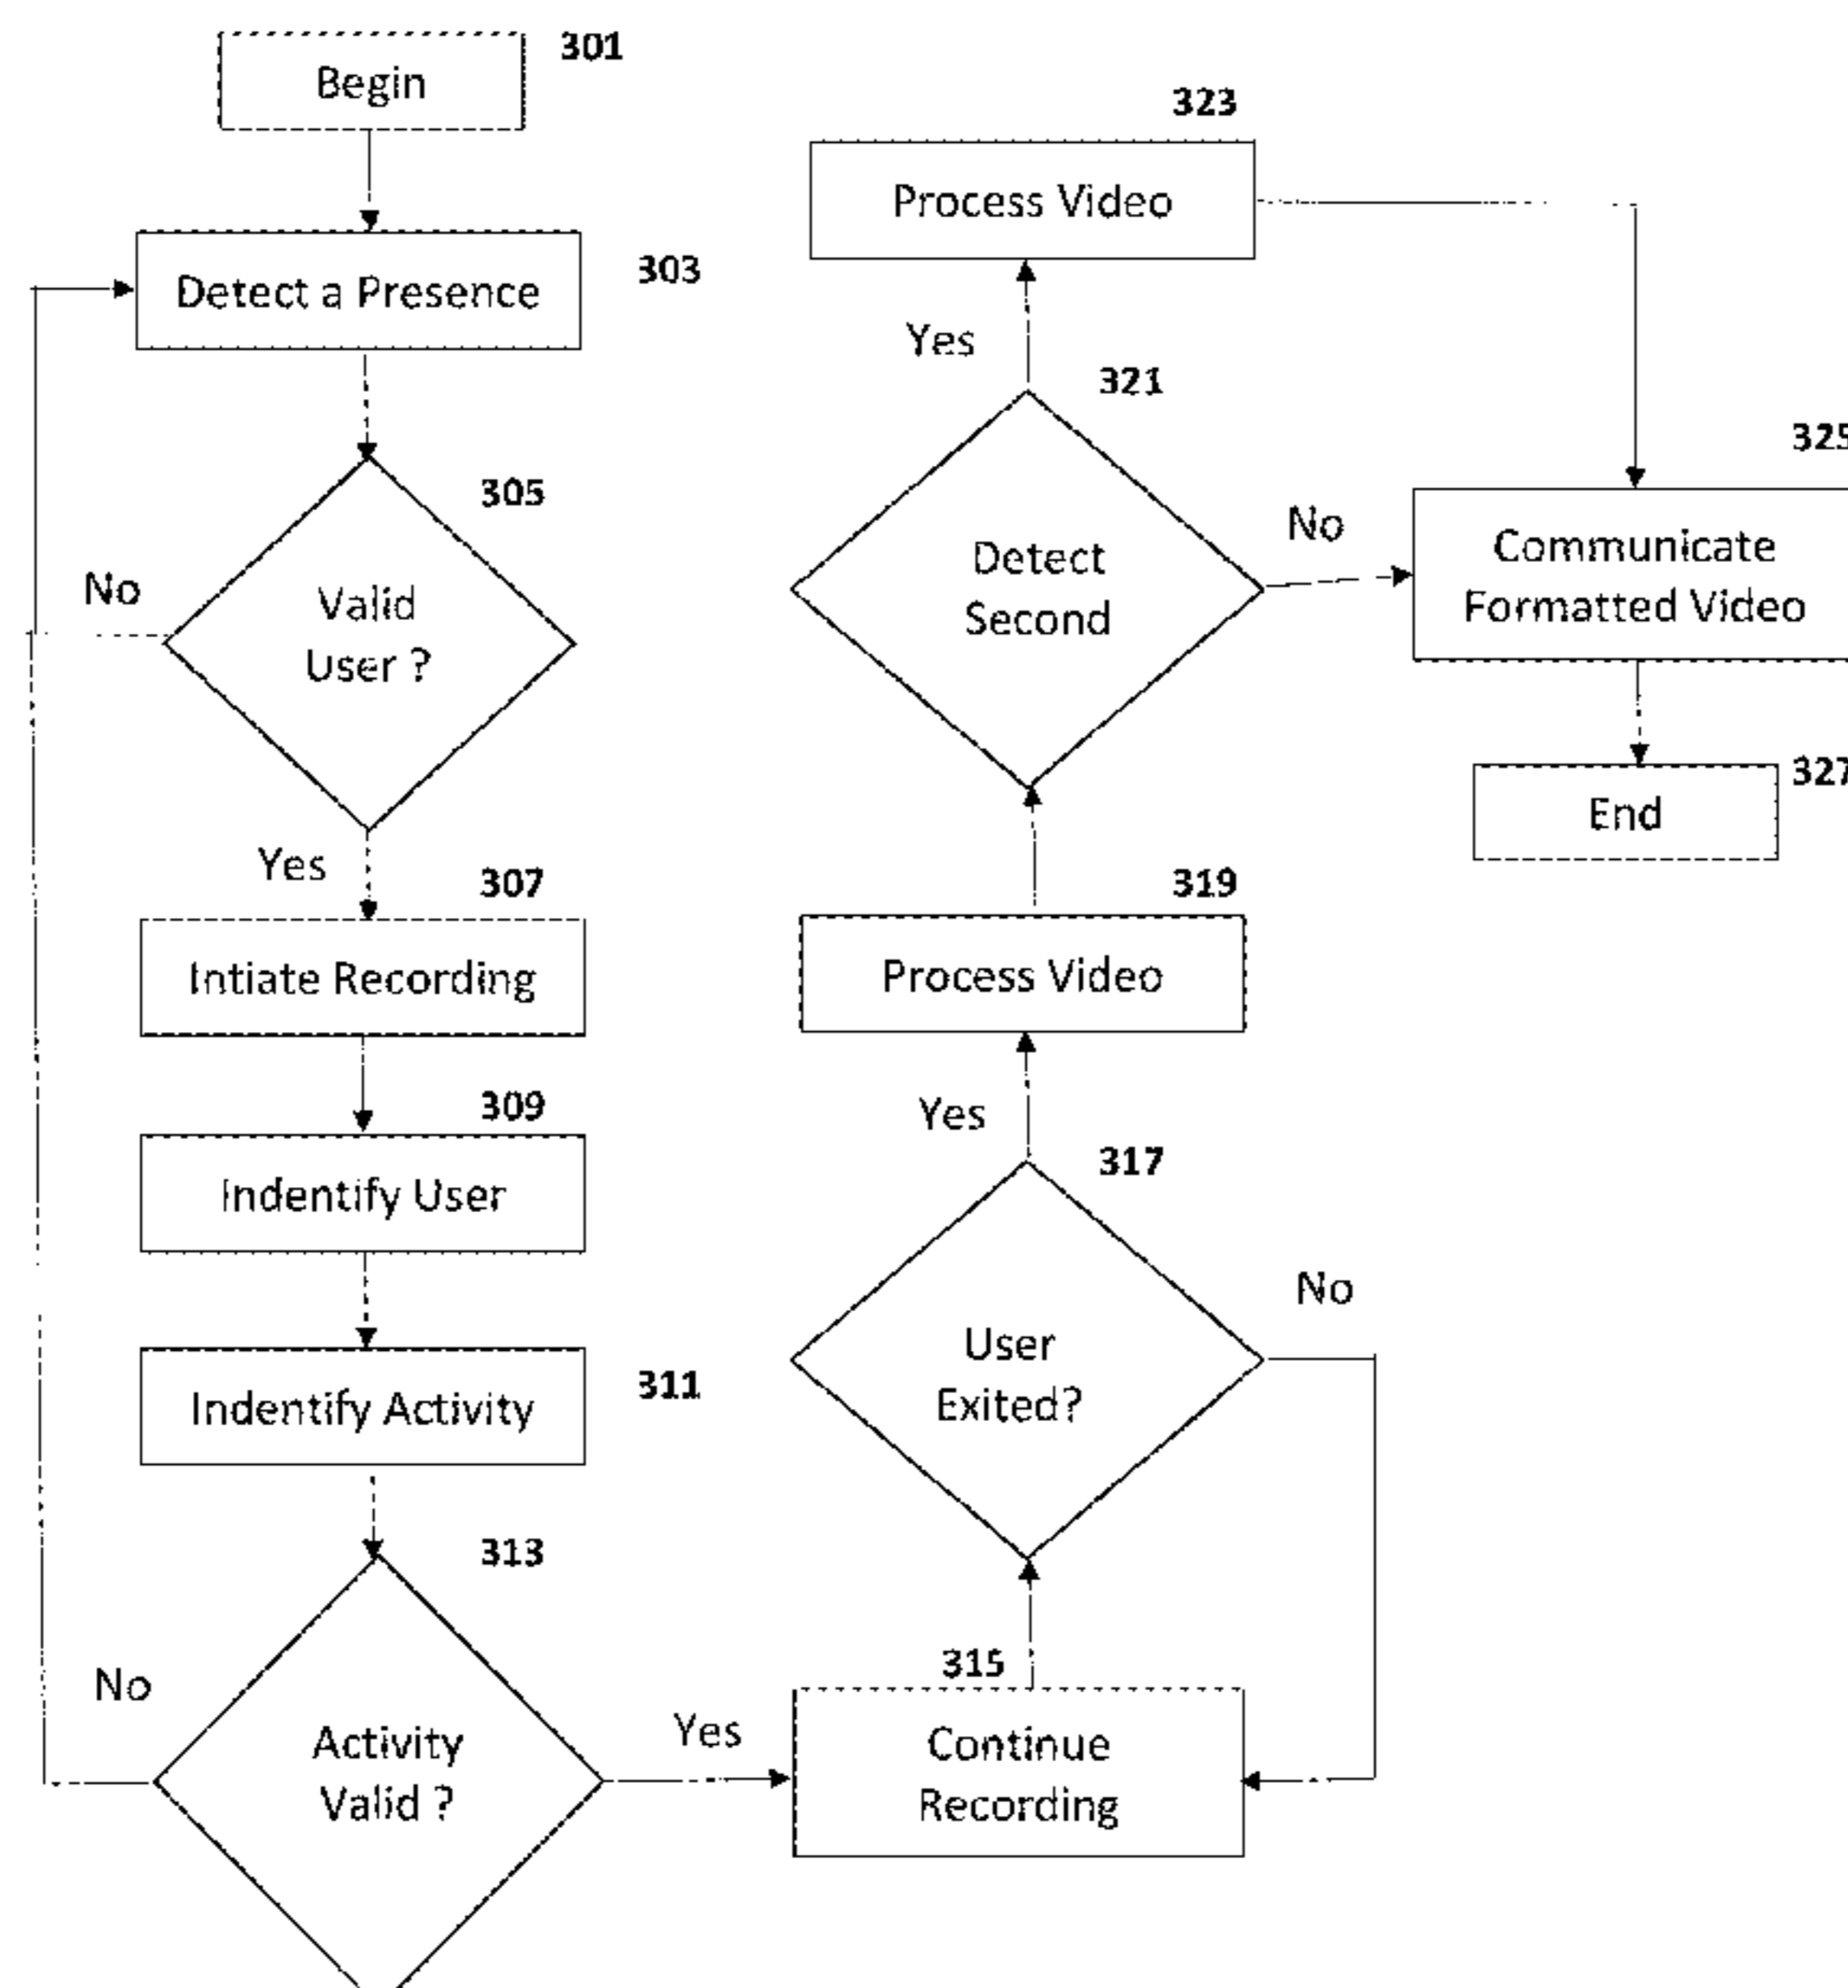 301
Begin
303
Detect a Presence
305
No
Valid
User ?
Yes
307
Intiate Recording
309
Indentify User
311
Indentify Activity
313
No
Activity
Valid ?
Yes
315
Continue
Recording
317
User
Exited?
No
Yes
319
Process Video
321
Detect
Second
No
Yes
323
Process Video
325
Communicate
Formatted Video
327
End